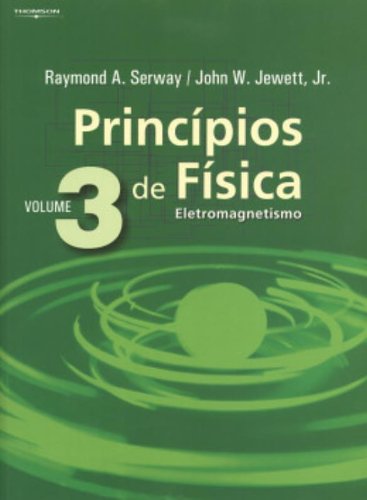 THOMSON
Raymond A. Serway / John W. Jewett, Jr.
Princípios
VOLUME 3 de Física
Eletromagnetismo